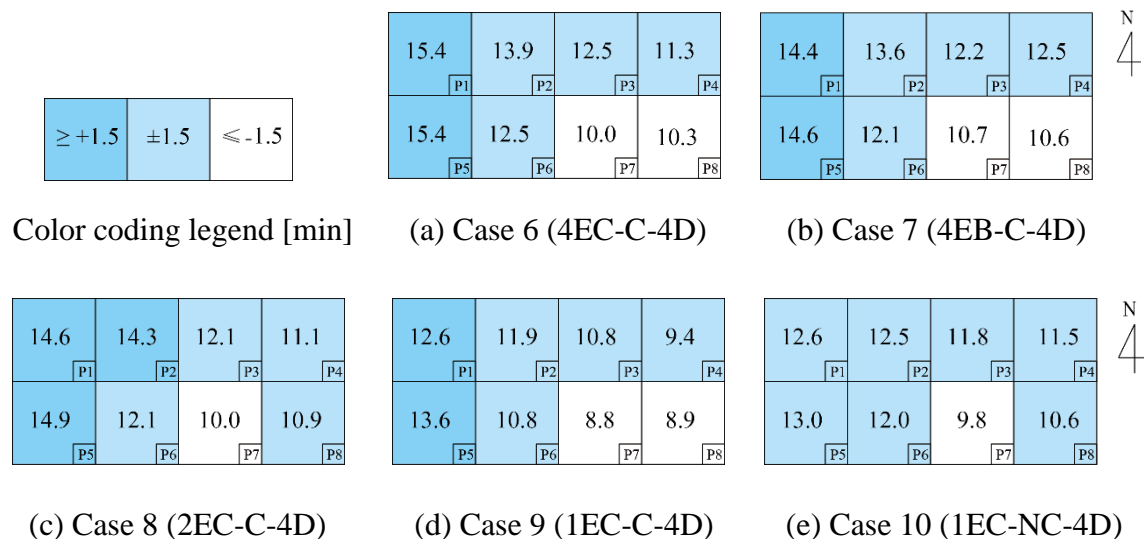 15.4 13.9 12.5 11.3
P1 P2 P3 P4
15.4 12.5 10.0 10.3
P5 P6 P7 P8
14.4 13.6 12.2 12.5
P1 P2 P3 P4
14.6 12.1 10.7 10.6
P5 P6 P7 P8
N
≥ +1.5 ±1.5 ⩽ -1.5
Color coding legend [min]
(a) Case 6 (4EC-C-4D)
(b) Case 7 (4EB-C-4D)
14.6 14.3 12.1 11.1
P1 P2 P3 P4
14.9 12.1 10.0 10.9
P5 P6 P7 P8
12.6 11.9 10.8 9.4
P1 P2 P3 P4
13.6 10.8 8.8 8.9
P5 P6 P7 P8
12.6 12.5 11.8 11.5
P1 P2 P3 P4
13.0 12.0 9.8 10.6
P5 P6 P7 P8
N
(c) Case 8 (2EC-C-4D)
(d) Case 9 (1EC-C-4D)
(e) Case 10 (1EC-NC-4D)